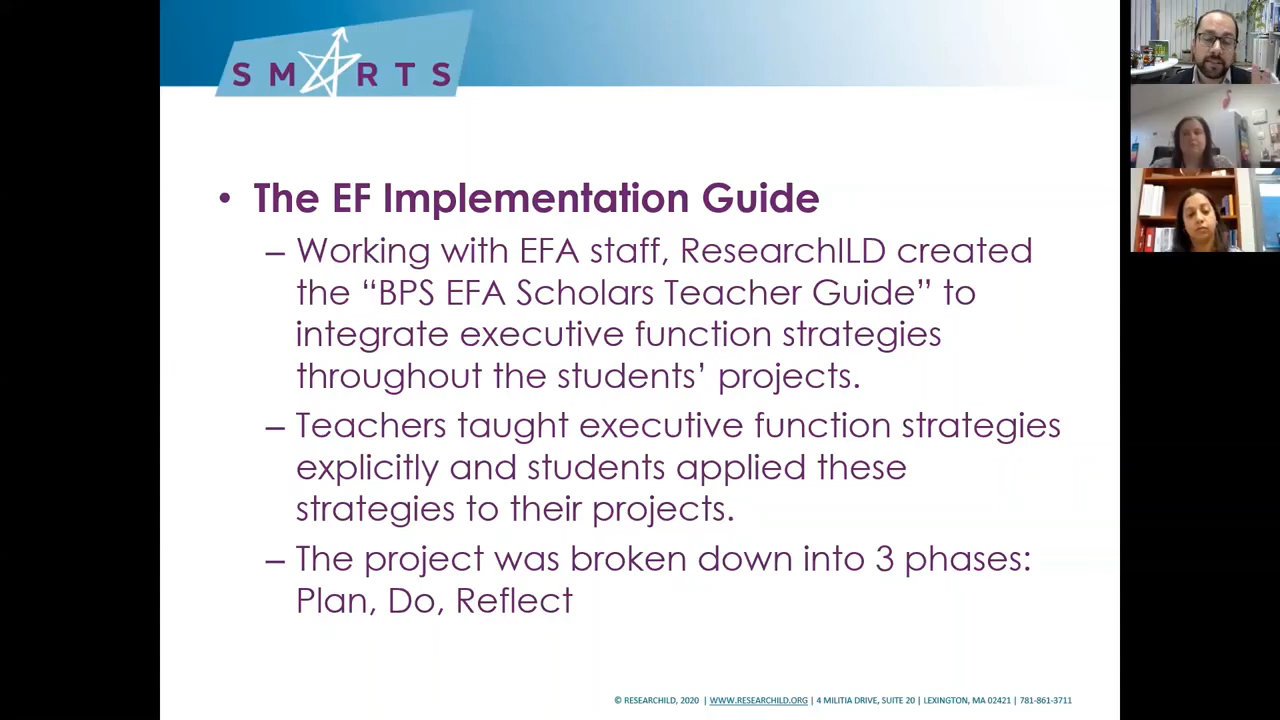 SMARTS
• The EF Implementation Guide
– Working with EFA staff, ResearchILD created
the “BPS EFA Scholars Teacher Guide” to
integrate executive function strategies
throughout the students’ projects.
– Teachers taught executive function strategies
explicitly and students applied these
strategies to their projects.
– The project was broken down into 3 phases:
Plan, Do, Reflect
© RESEARCHILD, 2020 | WWW.RESEARCHILD.ORG | 4 MILITIA DRIVE, SUITE 20 | LEXINGTON, MA 02421 | 781-861-3711